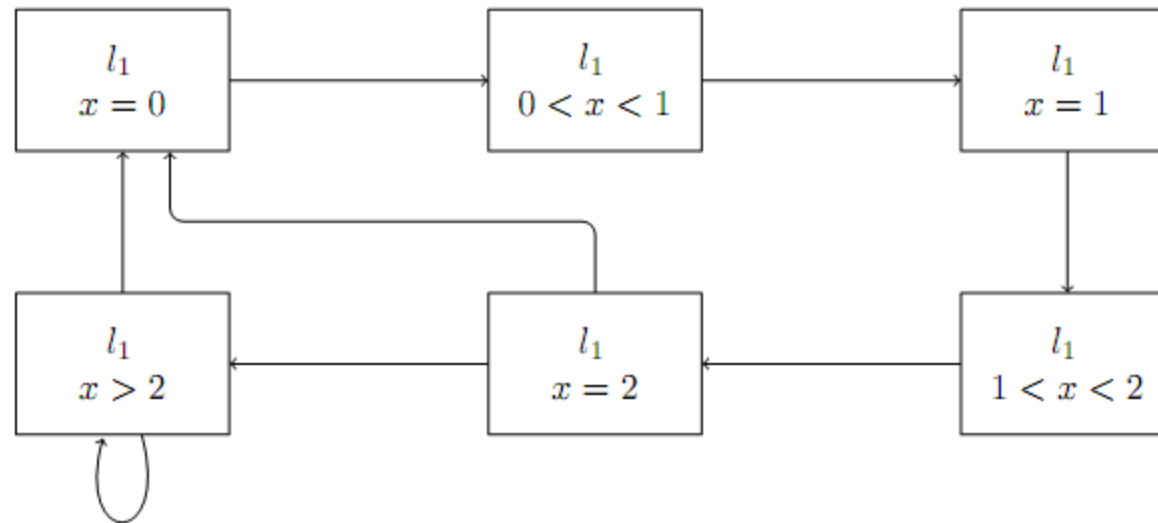 l₁
x = 0
l₁
0 < x < 1
l₁
x = 1
l₁
x > 2
l₁
x = 2
l₁
1 < x < 2